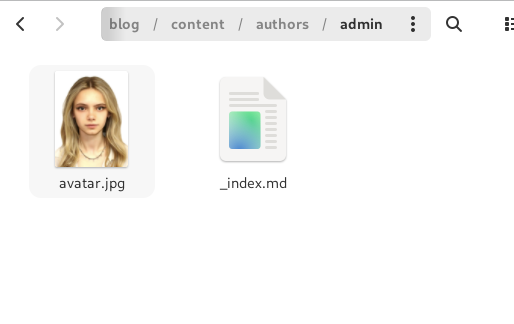 blog / content / authors / admin
avatar.jpg
_index.md